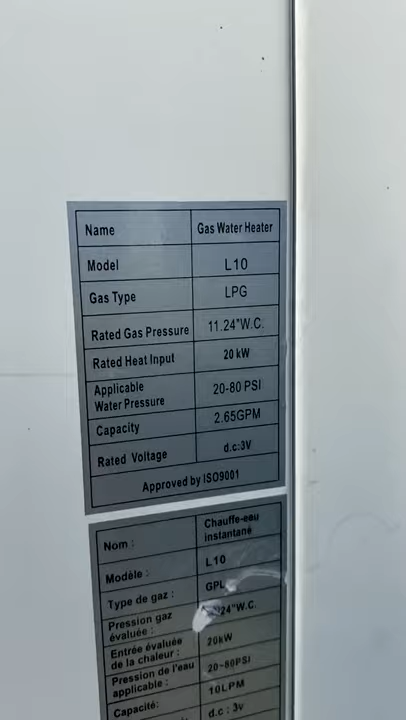 Name Gas Water Heater
Model L10
Gas Type LPG
Rated Gas Pressure 11.24"W.C.
Rated Heat Input 20 kW
Applicable
Water Pressure 20-80 PSI
Capacity 2.65GPM
Rated Voltage d.c:3V
Approved by ISO9001
Nom : Chauffe-eau
instantané
Modèle : L10
Type de gaz : GPL
Pression gaz
évaluée : 24"W.C.
Entrée évaluée
de la chaleur : 20kW
Pression de l'eau
applicable : 20-80PSI
Capacité: 10LPM
d.c : 3v